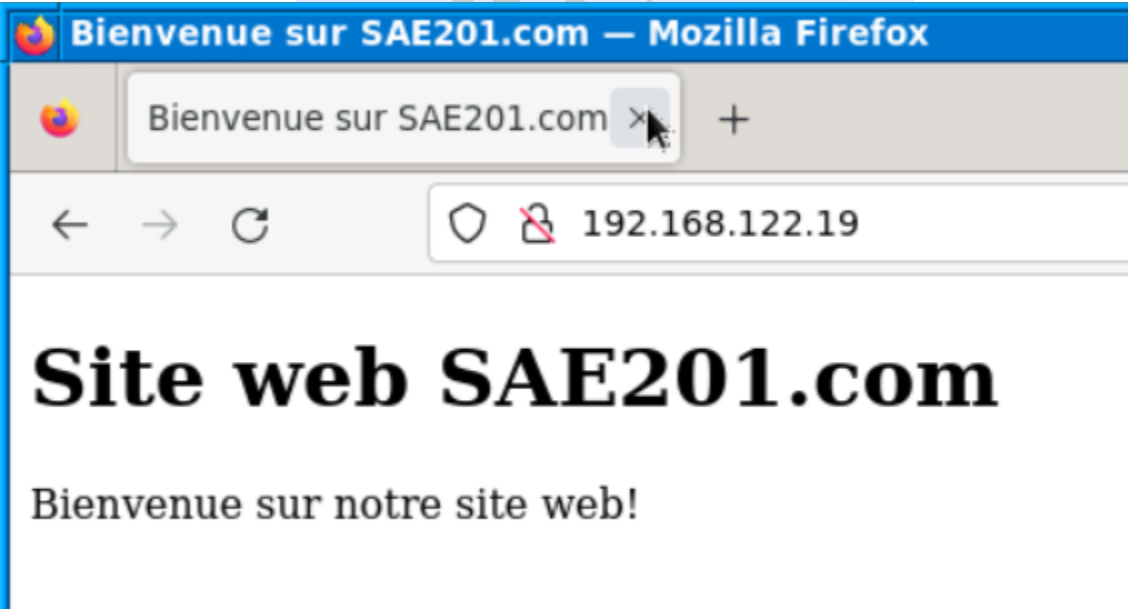 Bienvenue sur SAE201.com — Mozilla Firefox
Bienvenue sur SAE201.com
192.168.122.19
Site web SAE201.com
Bienvenue sur notre site web!